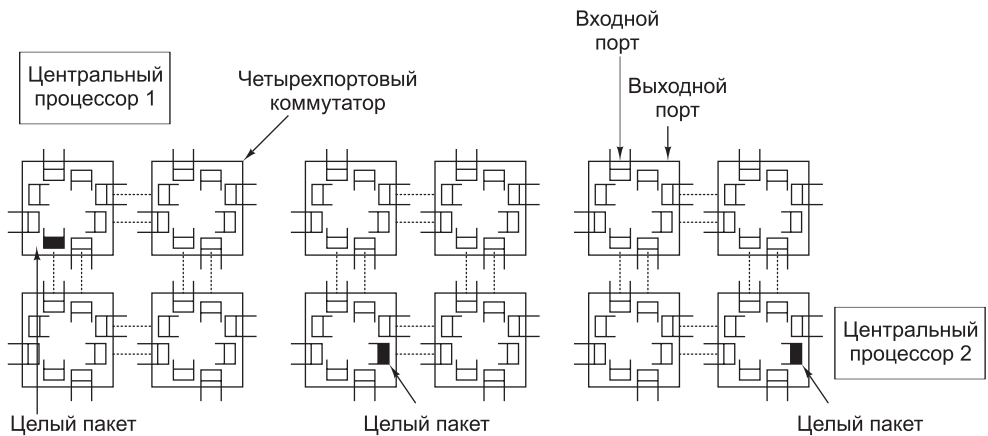 Входной
порт
Центральный
процессор 1
Четырехпортовый
коммутатор
Выходной
порт
Центральный
процессор 2
Целый пакет
Целый пакет
Целый пакет